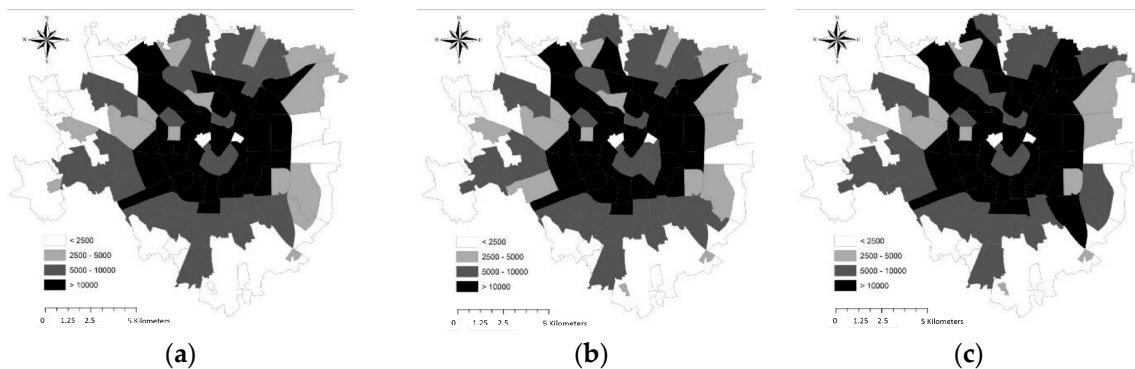 N
W E
S
< 2500
2500 - 5000
5000 - 10000
> 10000
0 1.25 2.5 5 Kilometers
(a)
N
W E
S
< 2500
2500 - 5000
5000 - 10000
> 10000
0 1.25 2.5 5 Kilometers
(b)
N
W E
S
< 2500
2500 - 5000
5000 - 10000
> 10000
0 1.25 2.5 5 Kilometers
(c)